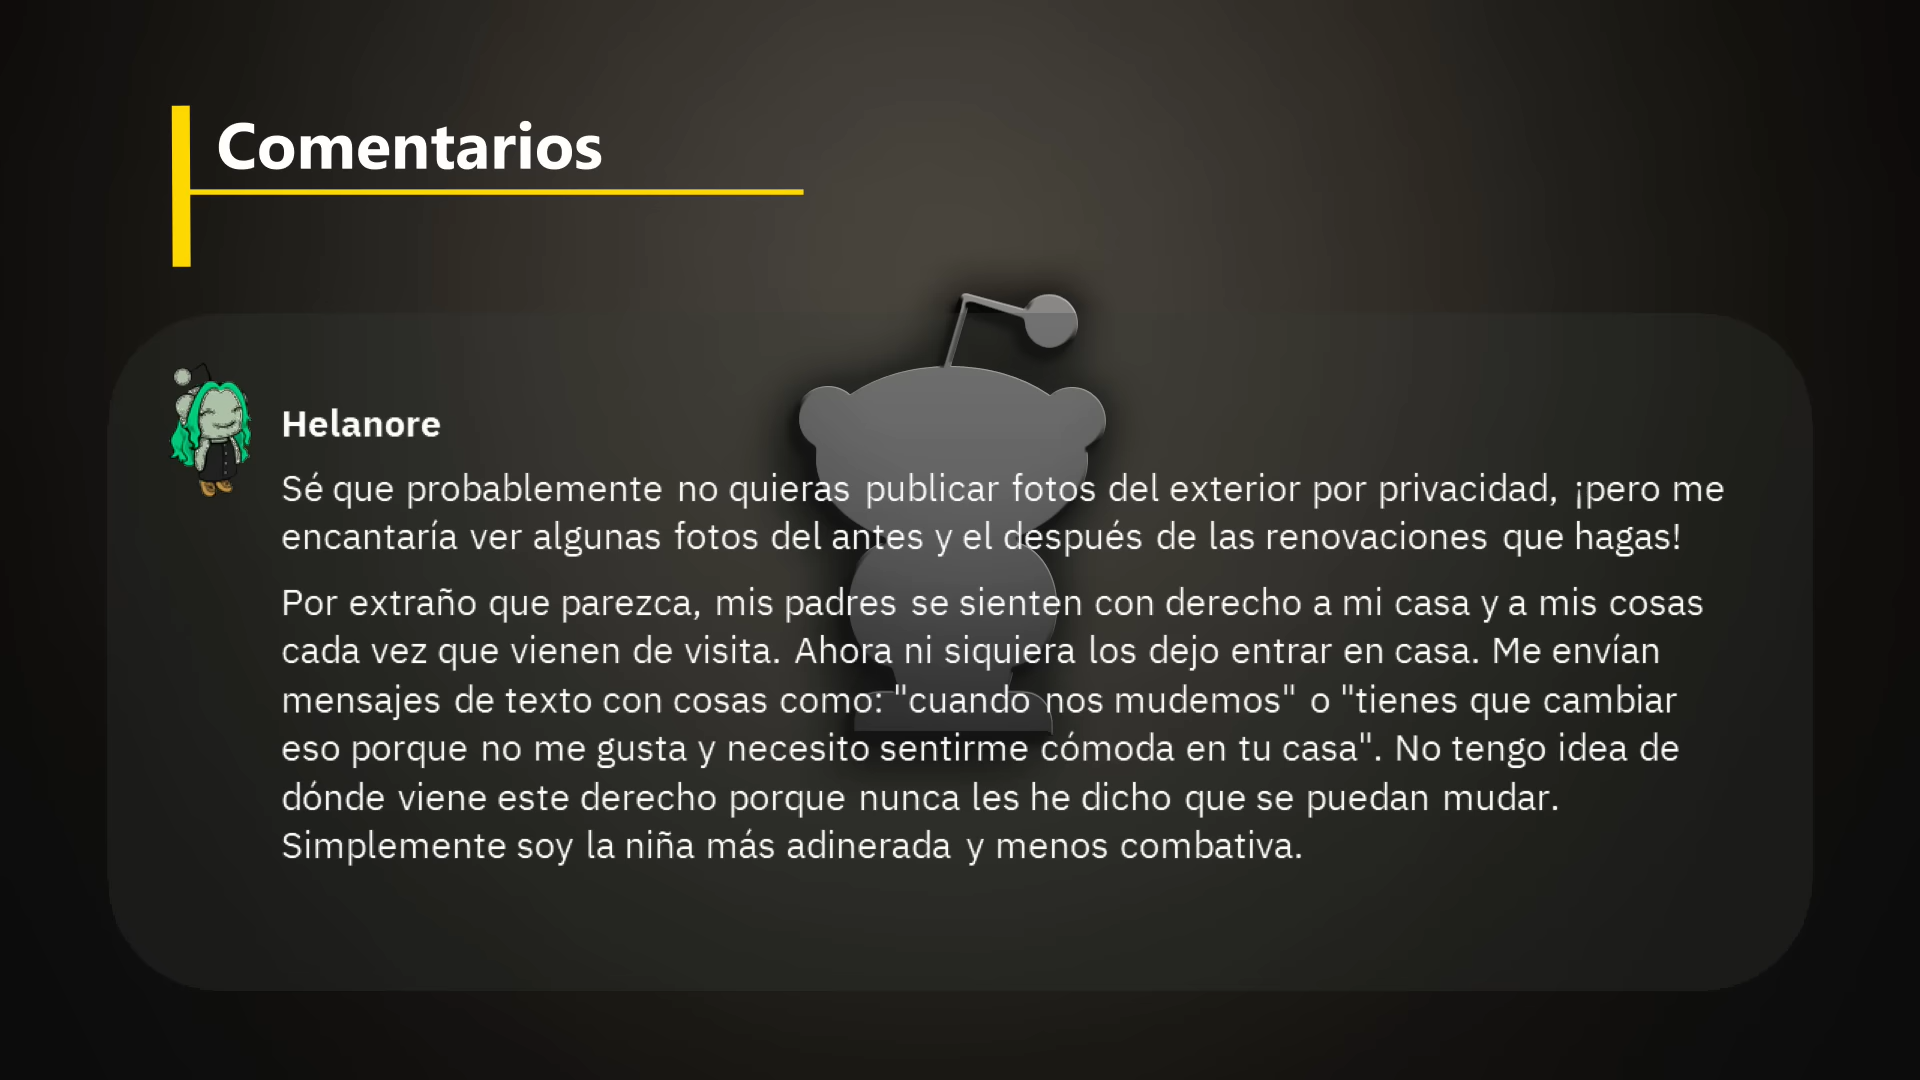 Comentarios
Helanore
Sé que probablemente no quieras publicar fotos del exterior por privacidad, ¡pero me
encantaría ver algunas fotos del antes y el después de las renovaciones que hagas!
Por extraño que parezca, mis padres se sienten con derecho a mi casa y a mis cosas
cada vez que vienen de visita. Ahora ni siquiera los dejo entrar en casa. Me envían
mensajes de texto con cosas como: "cuando nos mudemos" o "tienes que cambiar
eso porque no me gusta y necesito sentirme cómoda en tu casa". No tengo idea de
dónde viene este derecho porque nunca les he dicho que se puedan mudar.
Simplemente soy la niña más adinerada y menos combativa.